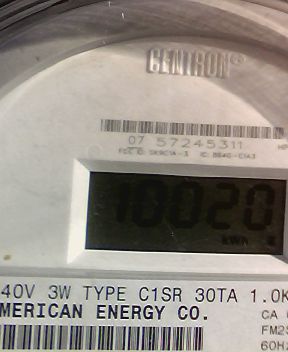 CENTRON®
07 57245311
10020
KWH
40V 3W TYPE C1SR 30TA 1.0K
MERICAN ENERGY CO.
CA
FM2S
60Hz